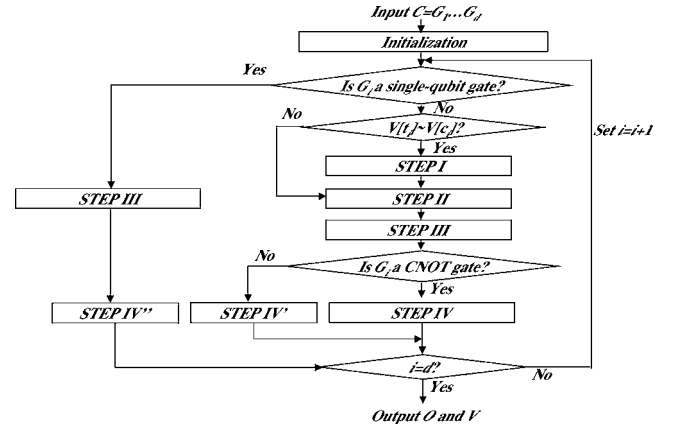 Input C=G₁...G_d
Initialization
Yes
Is Gᵢ a single-qubit gate?
No
No
V[tᵢ]~V[cᵢ]?
Set i=i+1
Yes
STEP I
STEP III
STEP II
STEP III
No
Is Gᵢ a CNOT gate?
Yes
STEP IV''
STEP IV'
STEP IV
i=d?
No
Yes
Output O and V